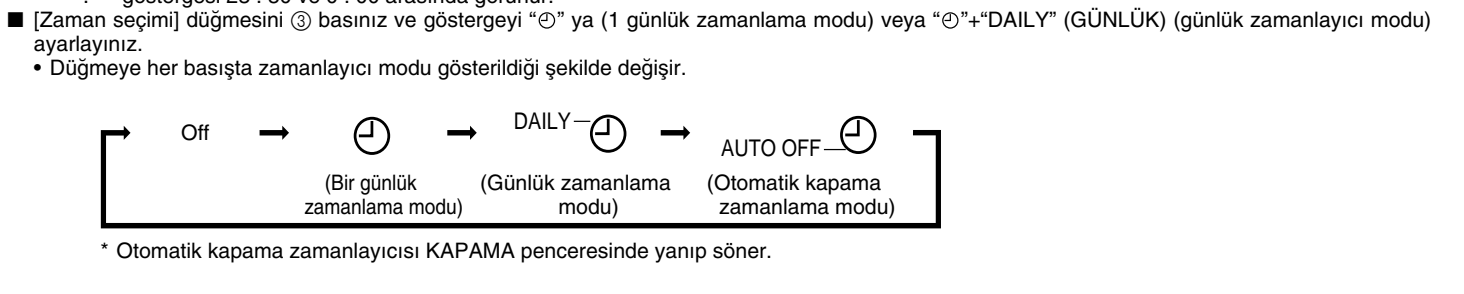 ■ [Zaman seçimi] düğmesini ③ basınız ve göstergeyi “◴” ya (1 günlük zamanlama modu) veya “◴”+“DAILY” (GÜNLÜK) (günlük zamanlayıcı modu)
ayarlayınız.
• Düğmeye her basışta zamanlayıcı modu gösterildiği şekilde değişir.
Off
DAILY
AUTO OFF
(Bir günlük
zamanlama modu)
(Günlük zamanlama
modu)
(Otomatik kapama
zamanlama modu)
* Otomatik kapama zamanlayıcısı KAPAMA penceresinde yanıp söner.